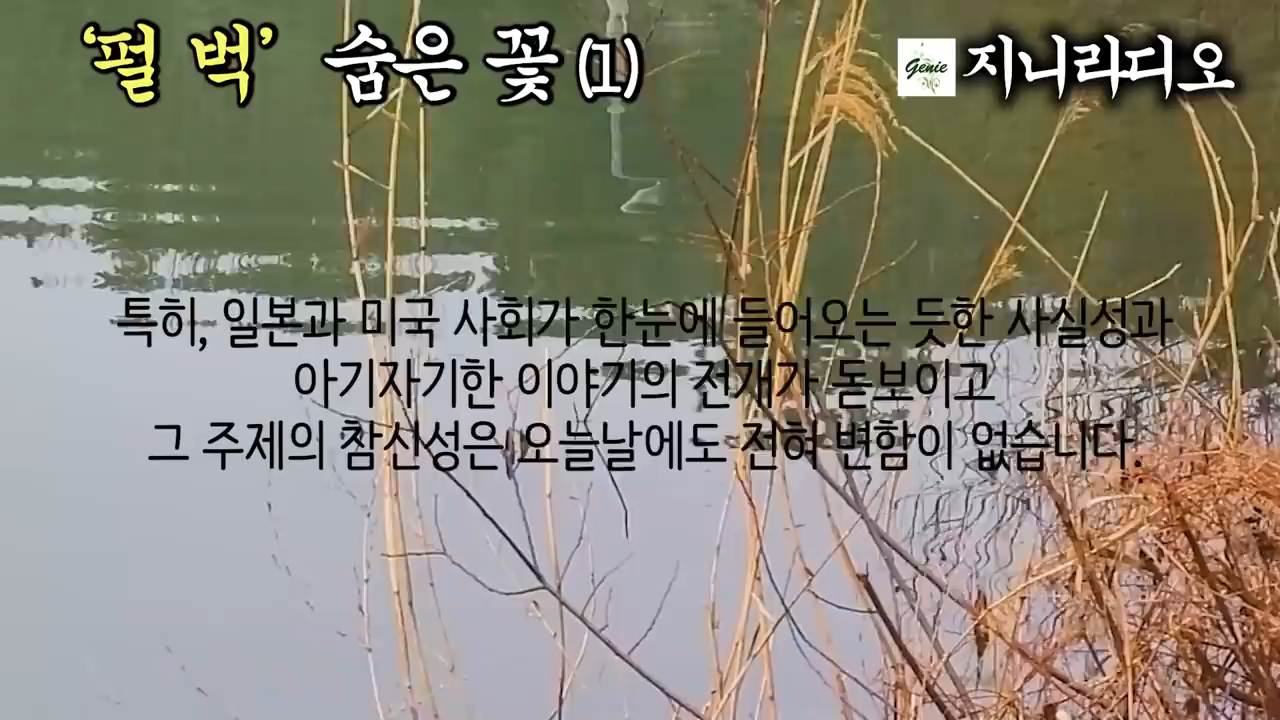 ‘펄 벅’ 숨은 꽃 (1)
Genie 지니라디오
특히, 일본과 미국 사회가 한눈에 들어오는 듯한 사실성과
아기자기한 이야기의 전개가 돋보이고
그 주제의 참신성은 오늘날에도 전혀 변함이 없습니다.